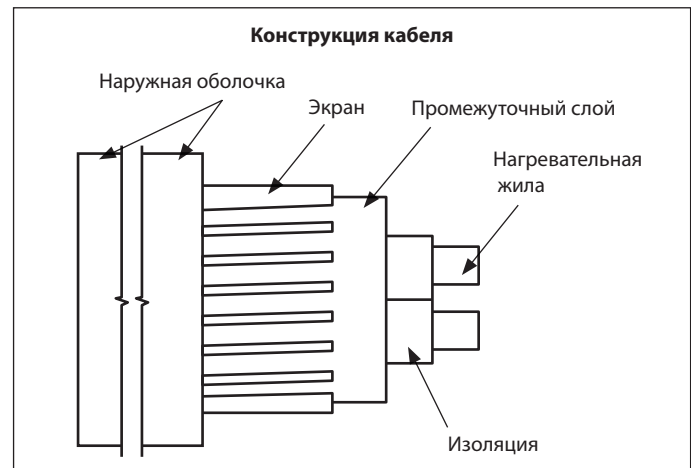 Конструкция кабеля
Наружная оболочка
Экран
Промежуточный слой
Нагревательная
жила
Изоляция